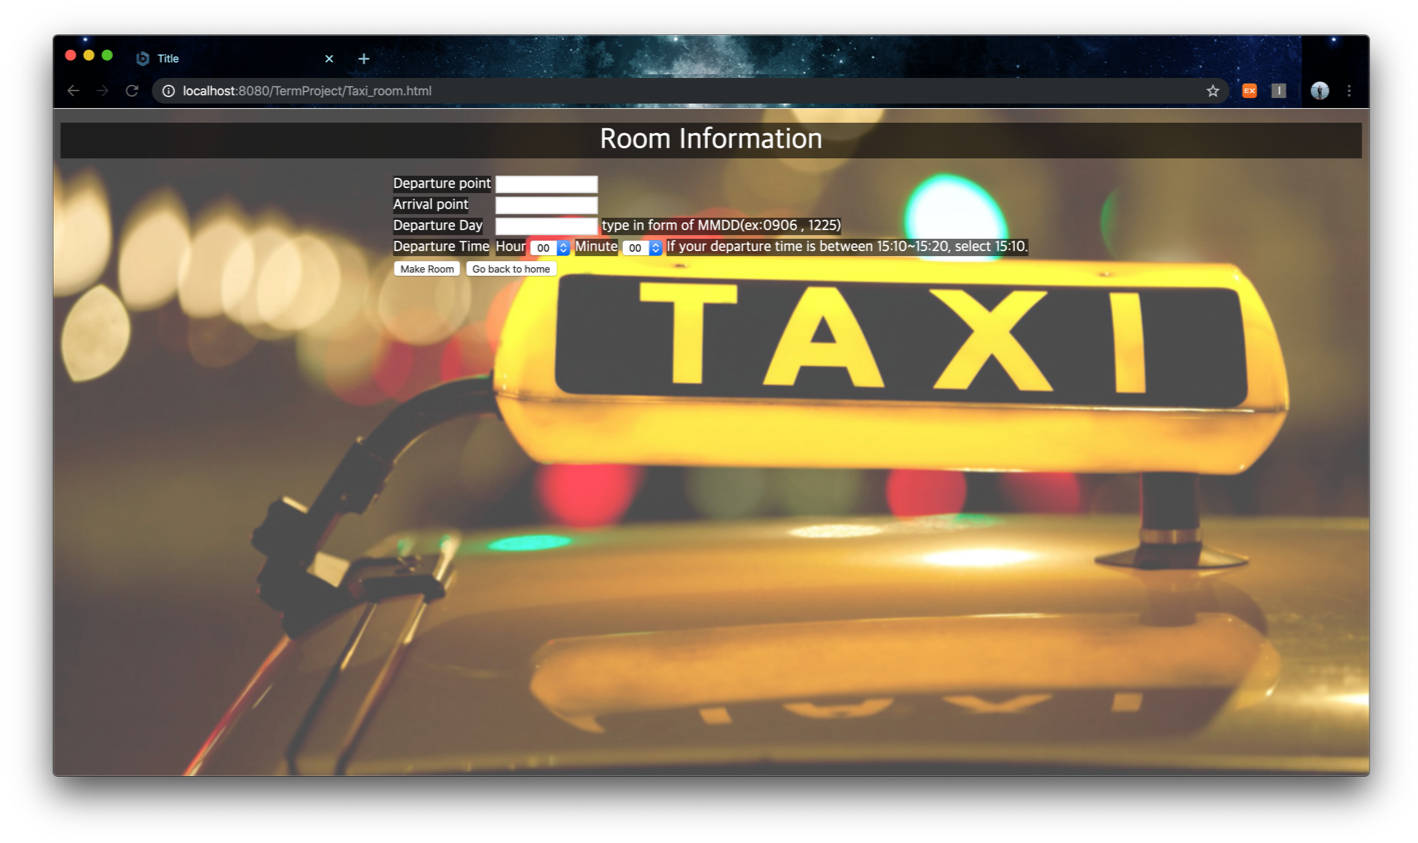 Title
localhost:8080/TermProject/Taxi_room.html
EX
Room Information
Departure point
Arrival point
Departure Day type in form of MMDD(ex:0906 , 1225)
Departure Time Hour 00 Minute 00 If your departure time is between 15:10~15:20, select 15:10.
Make Room Go back to home
TAXI